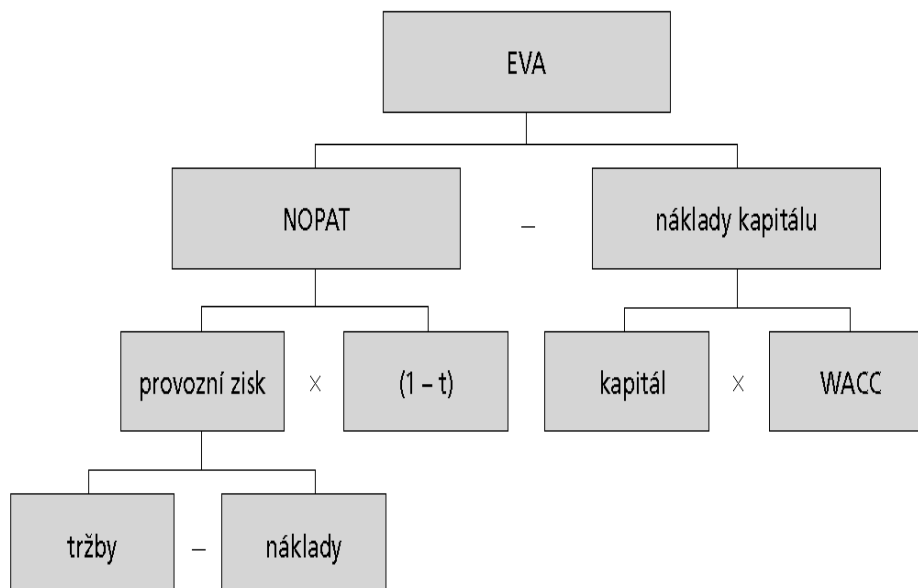 EVA
NOPAT – náklady kapitálu
provozní zisk × (1 – t) kapitál × WACC
tržby – náklady